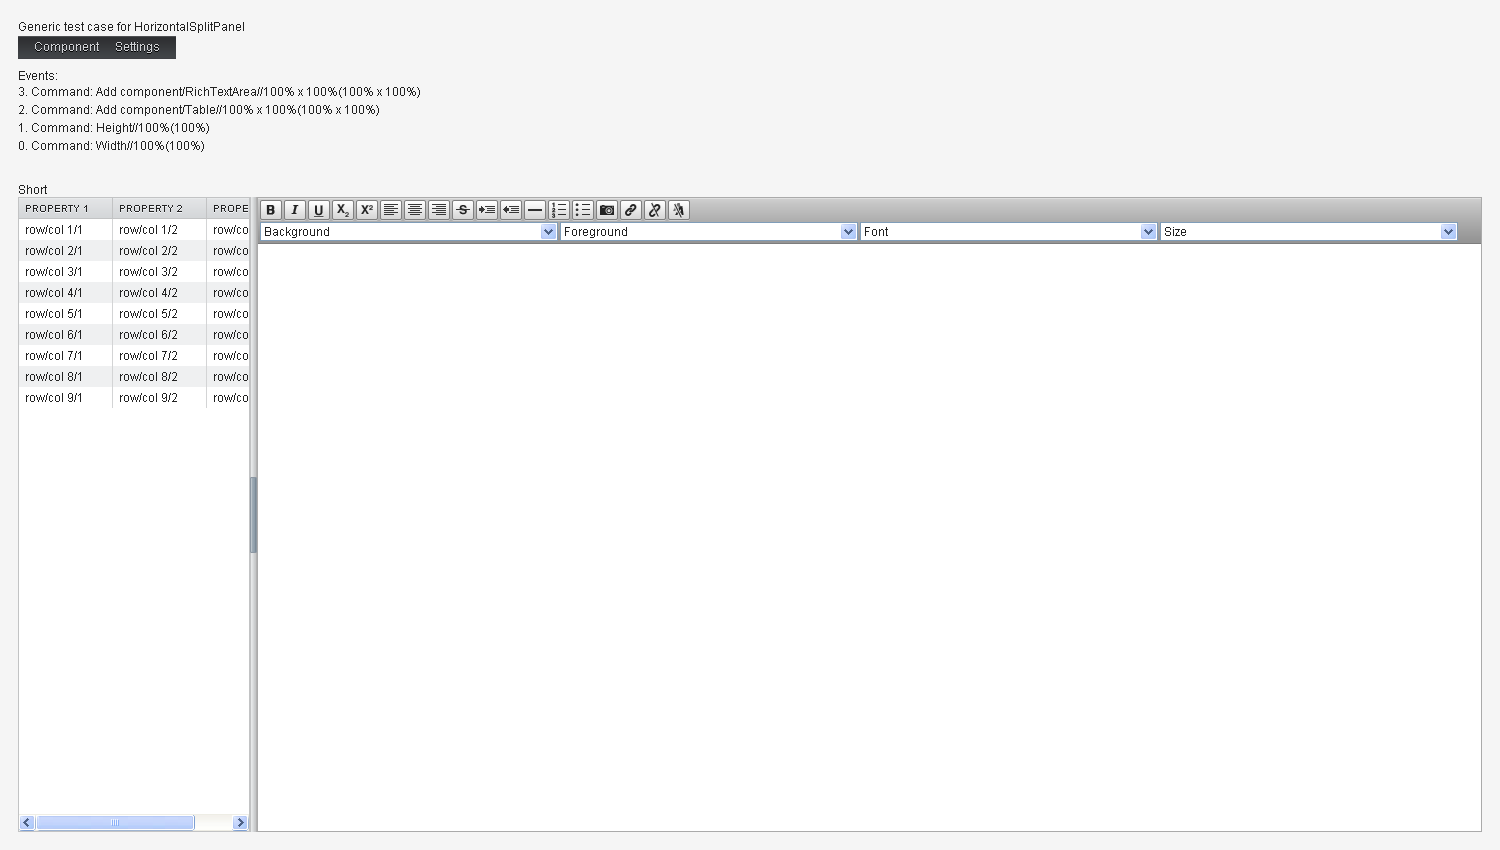 Generic test case for HorizontalSplitPanel
Component Settings
Events:
3. Command: Add component/RichTextArea//100% x 100%(100% x 100%)
2. Command: Add component/Table//100% x 100%(100% x 100%)
1. Command: Height//100%(100%)
0. Command: Width//100%(100%)
Short
PROPERTY 1 PROPERTY 2 PROPE
B I U X₂ X² S
Background Foreground Font Size
row/col 1/1 row/col 1/2 row/co
row/col 2/1 row/col 2/2 row/co
row/col 3/1 row/col 3/2 row/co
row/col 4/1 row/col 4/2 row/co
row/col 5/1 row/col 5/2 row/co
row/col 6/1 row/col 6/2 row/co
row/col 7/1 row/col 7/2 row/co
row/col 8/1 row/col 8/2 row/co
row/col 9/1 row/col 9/2 row/co